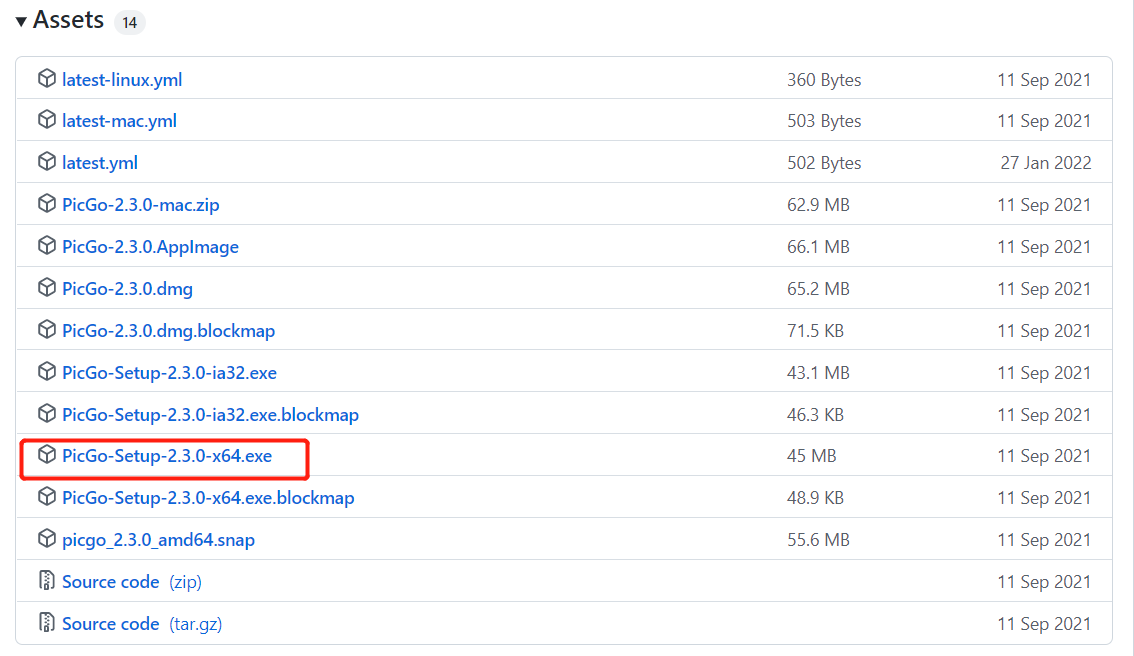 Assets 14
latest-linux.yml 360 Bytes 11 Sep 2021
latest-mac.yml 503 Bytes 11 Sep 2021
latest.yml 502 Bytes 27 Jan 2022
PicGo-2.3.0-mac.zip 62.9 MB 11 Sep 2021
PicGo-2.3.0.AppImage 66.1 MB 11 Sep 2021
PicGo-2.3.0.dmg 65.2 MB 11 Sep 2021
PicGo-2.3.0.dmg.blockmap 71.5 KB 11 Sep 2021
PicGo-Setup-2.3.0-ia32.exe 43.1 MB 11 Sep 2021
PicGo-Setup-2.3.0-ia32.exe.blockmap 46.3 KB 11 Sep 2021
PicGo-Setup-2.3.0-x64.exe 45 MB 11 Sep 2021
PicGo-Setup-2.3.0-x64.exe.blockmap 48.9 KB 11 Sep 2021
picgo_2.3.0_amd64.snap 55.6 MB 11 Sep 2021
Source code (zip) 11 Sep 2021
Source code (tar.gz) 11 Sep 2021